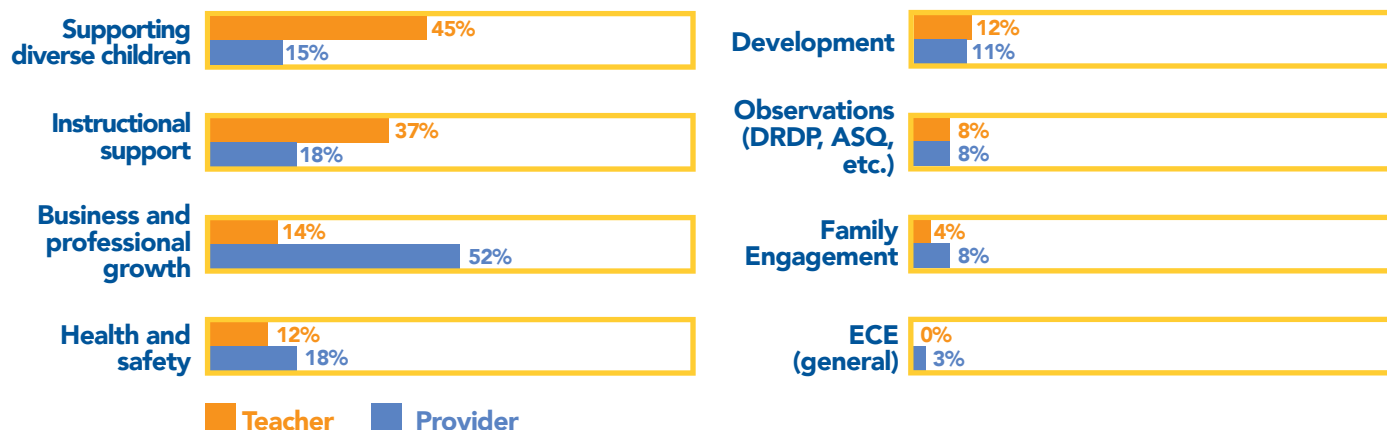 Supporting
diverse children
45%
15%
Instructional
support
37%
18%
Business and
professional
growth
14%
52%
Health and
safety
12%
18%
Development
12%
11%
Observations
(DRDP, ASQ,
etc.)
8%
8%
Family
Engagement
4%
8%
ECE
(general)
0%
3%
Teacher
Provider